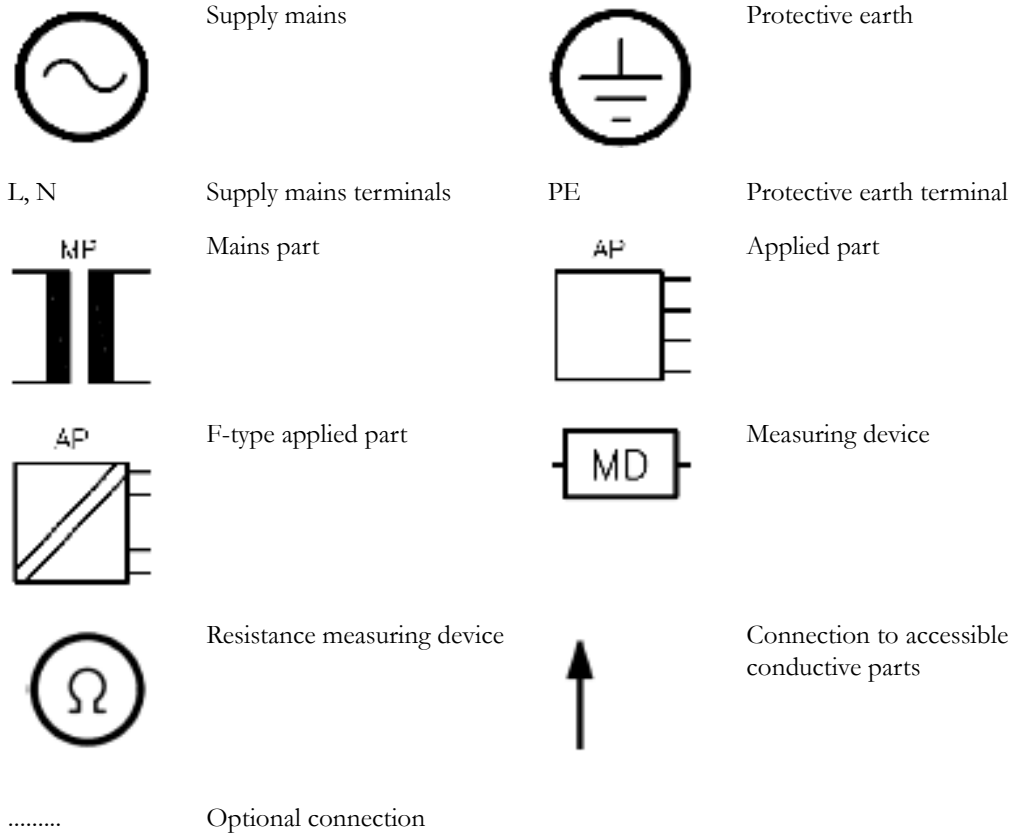 Supply mains
Protective earth
L, N
Supply mains terminals
PE
Protective earth terminal
MP
Mains part
AP
Applied part
AP
F-type applied part
MD
Measuring device
Ω
Resistance measuring device
Connection to accessible
conductive parts
.........
Optional connection